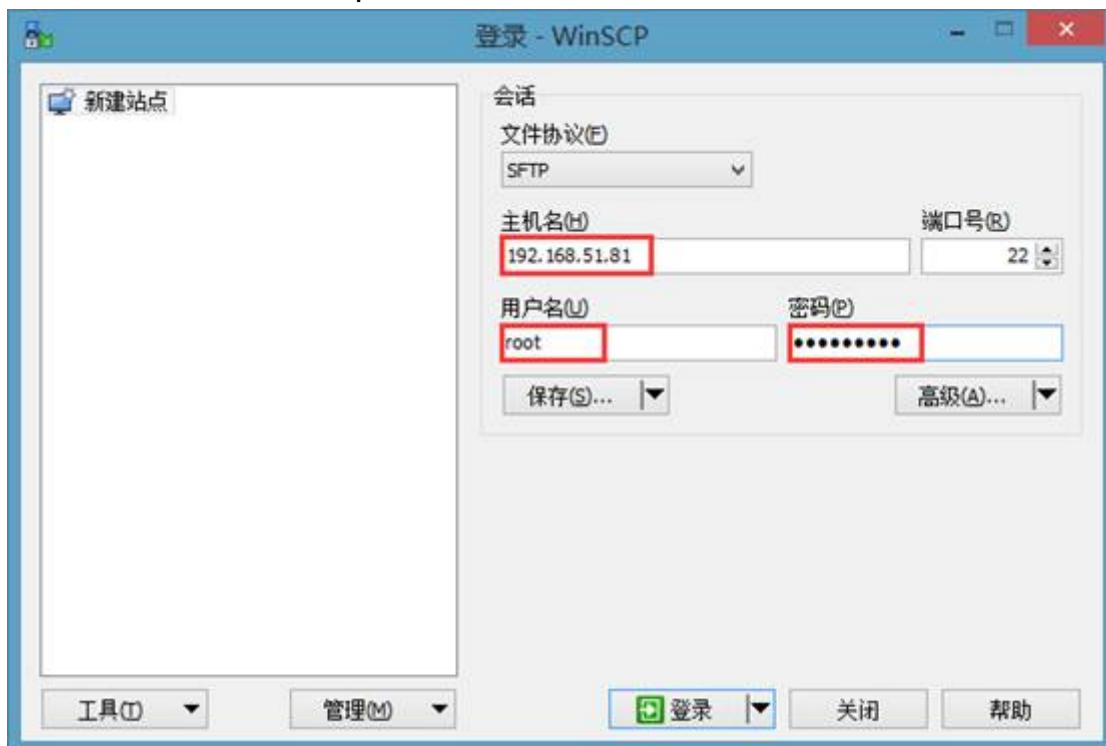 登录 - WinSCP
新建站点
会话
文件协议(F)
SFTP
主机名(H)
端口号(R)
192.168.51.81
22
用户名(U)
密码(P)
root
●●●●●●●●●
保存(S)...
高级(A)...
工具(T)
管理(M)
登录
关闭
帮助